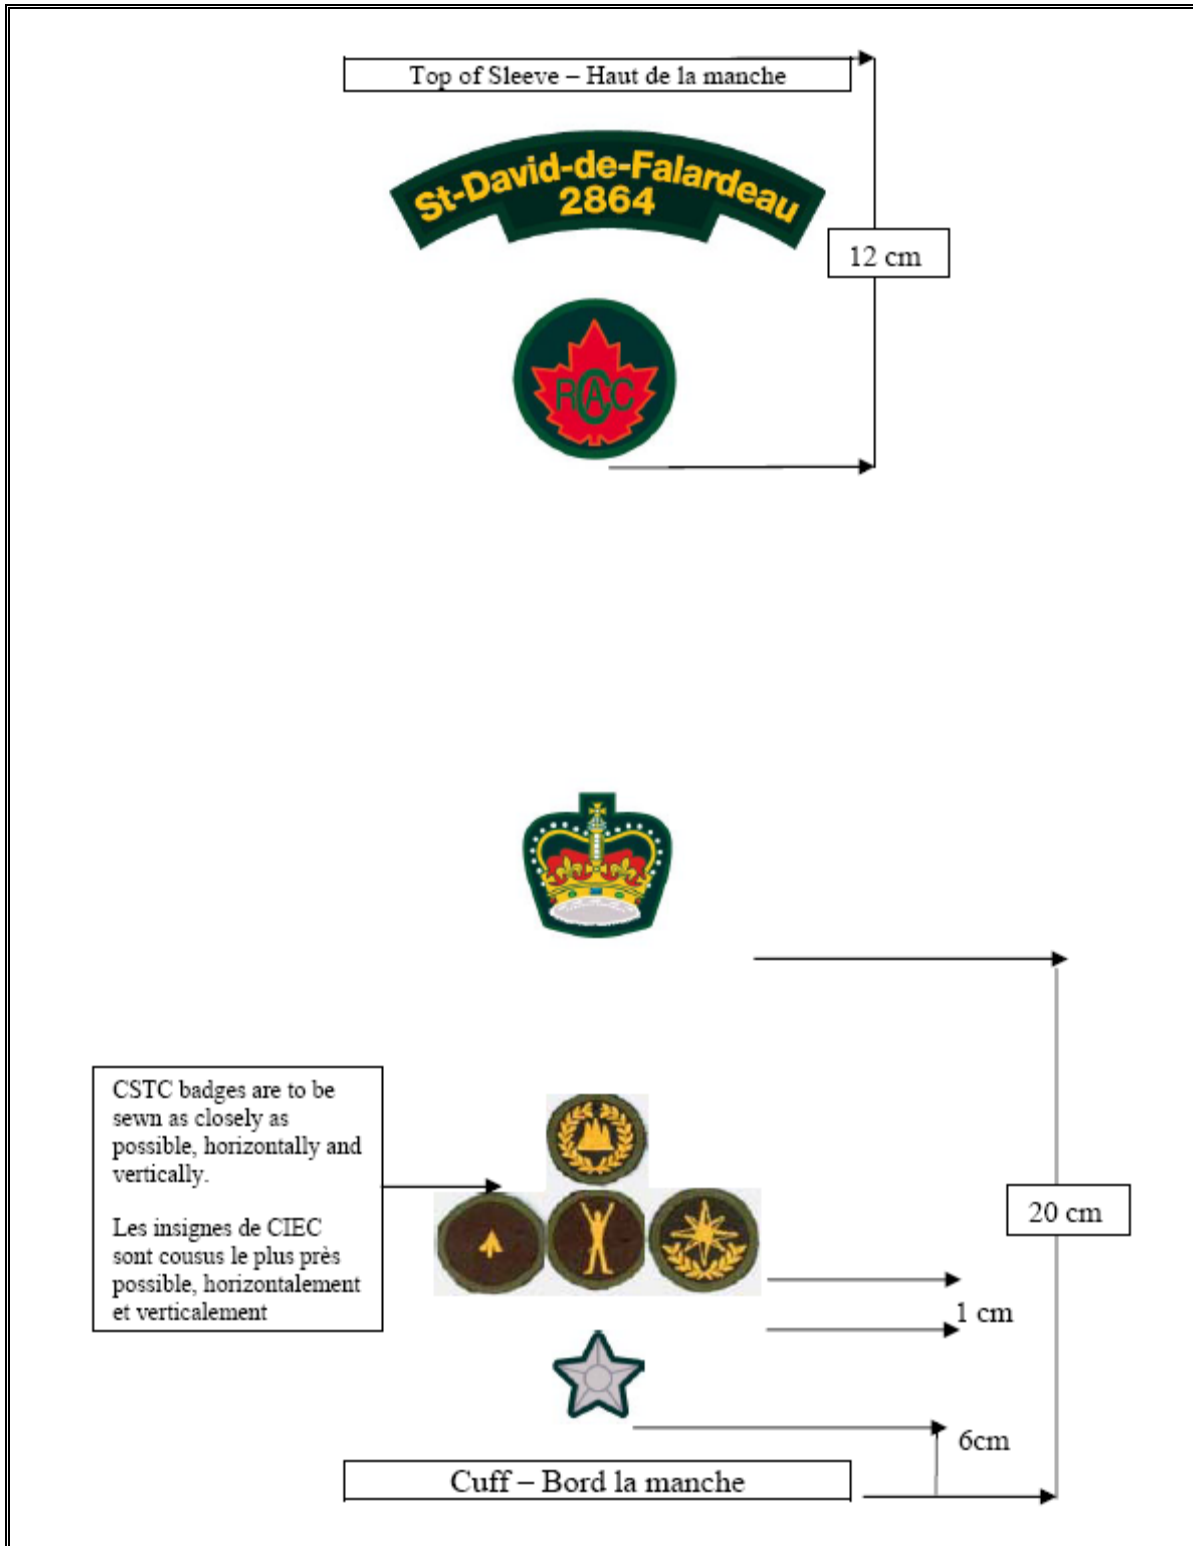 Top of Sleeve – Haut de la manche
St-David-de-Falardeau
2864
12 cm
RCAC
CSTC badges are to be
sewn as closely as
possible, horizontally and
vertically.
Les insignes de CIEC
sont cousus le plus près
possible, horizontalement
et verticalement
20 cm
1 cm
6cm
Cuff – Bord la manche